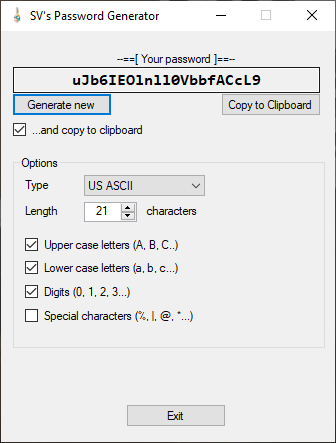 SV's Password Generator
--==[ Your password ]==--
uJb6IEO1n110VbbfACcL9
Generate new Copy to Clipboard
...and copy to clipboard
Options
Type US ASCII
Length 21 characters
Upper case letters (A, B, C..)
Lower case letters (a, b, c...)
Digits (0, 1, 2, 3...)
Special characters (%, |, @, *...)
Exit